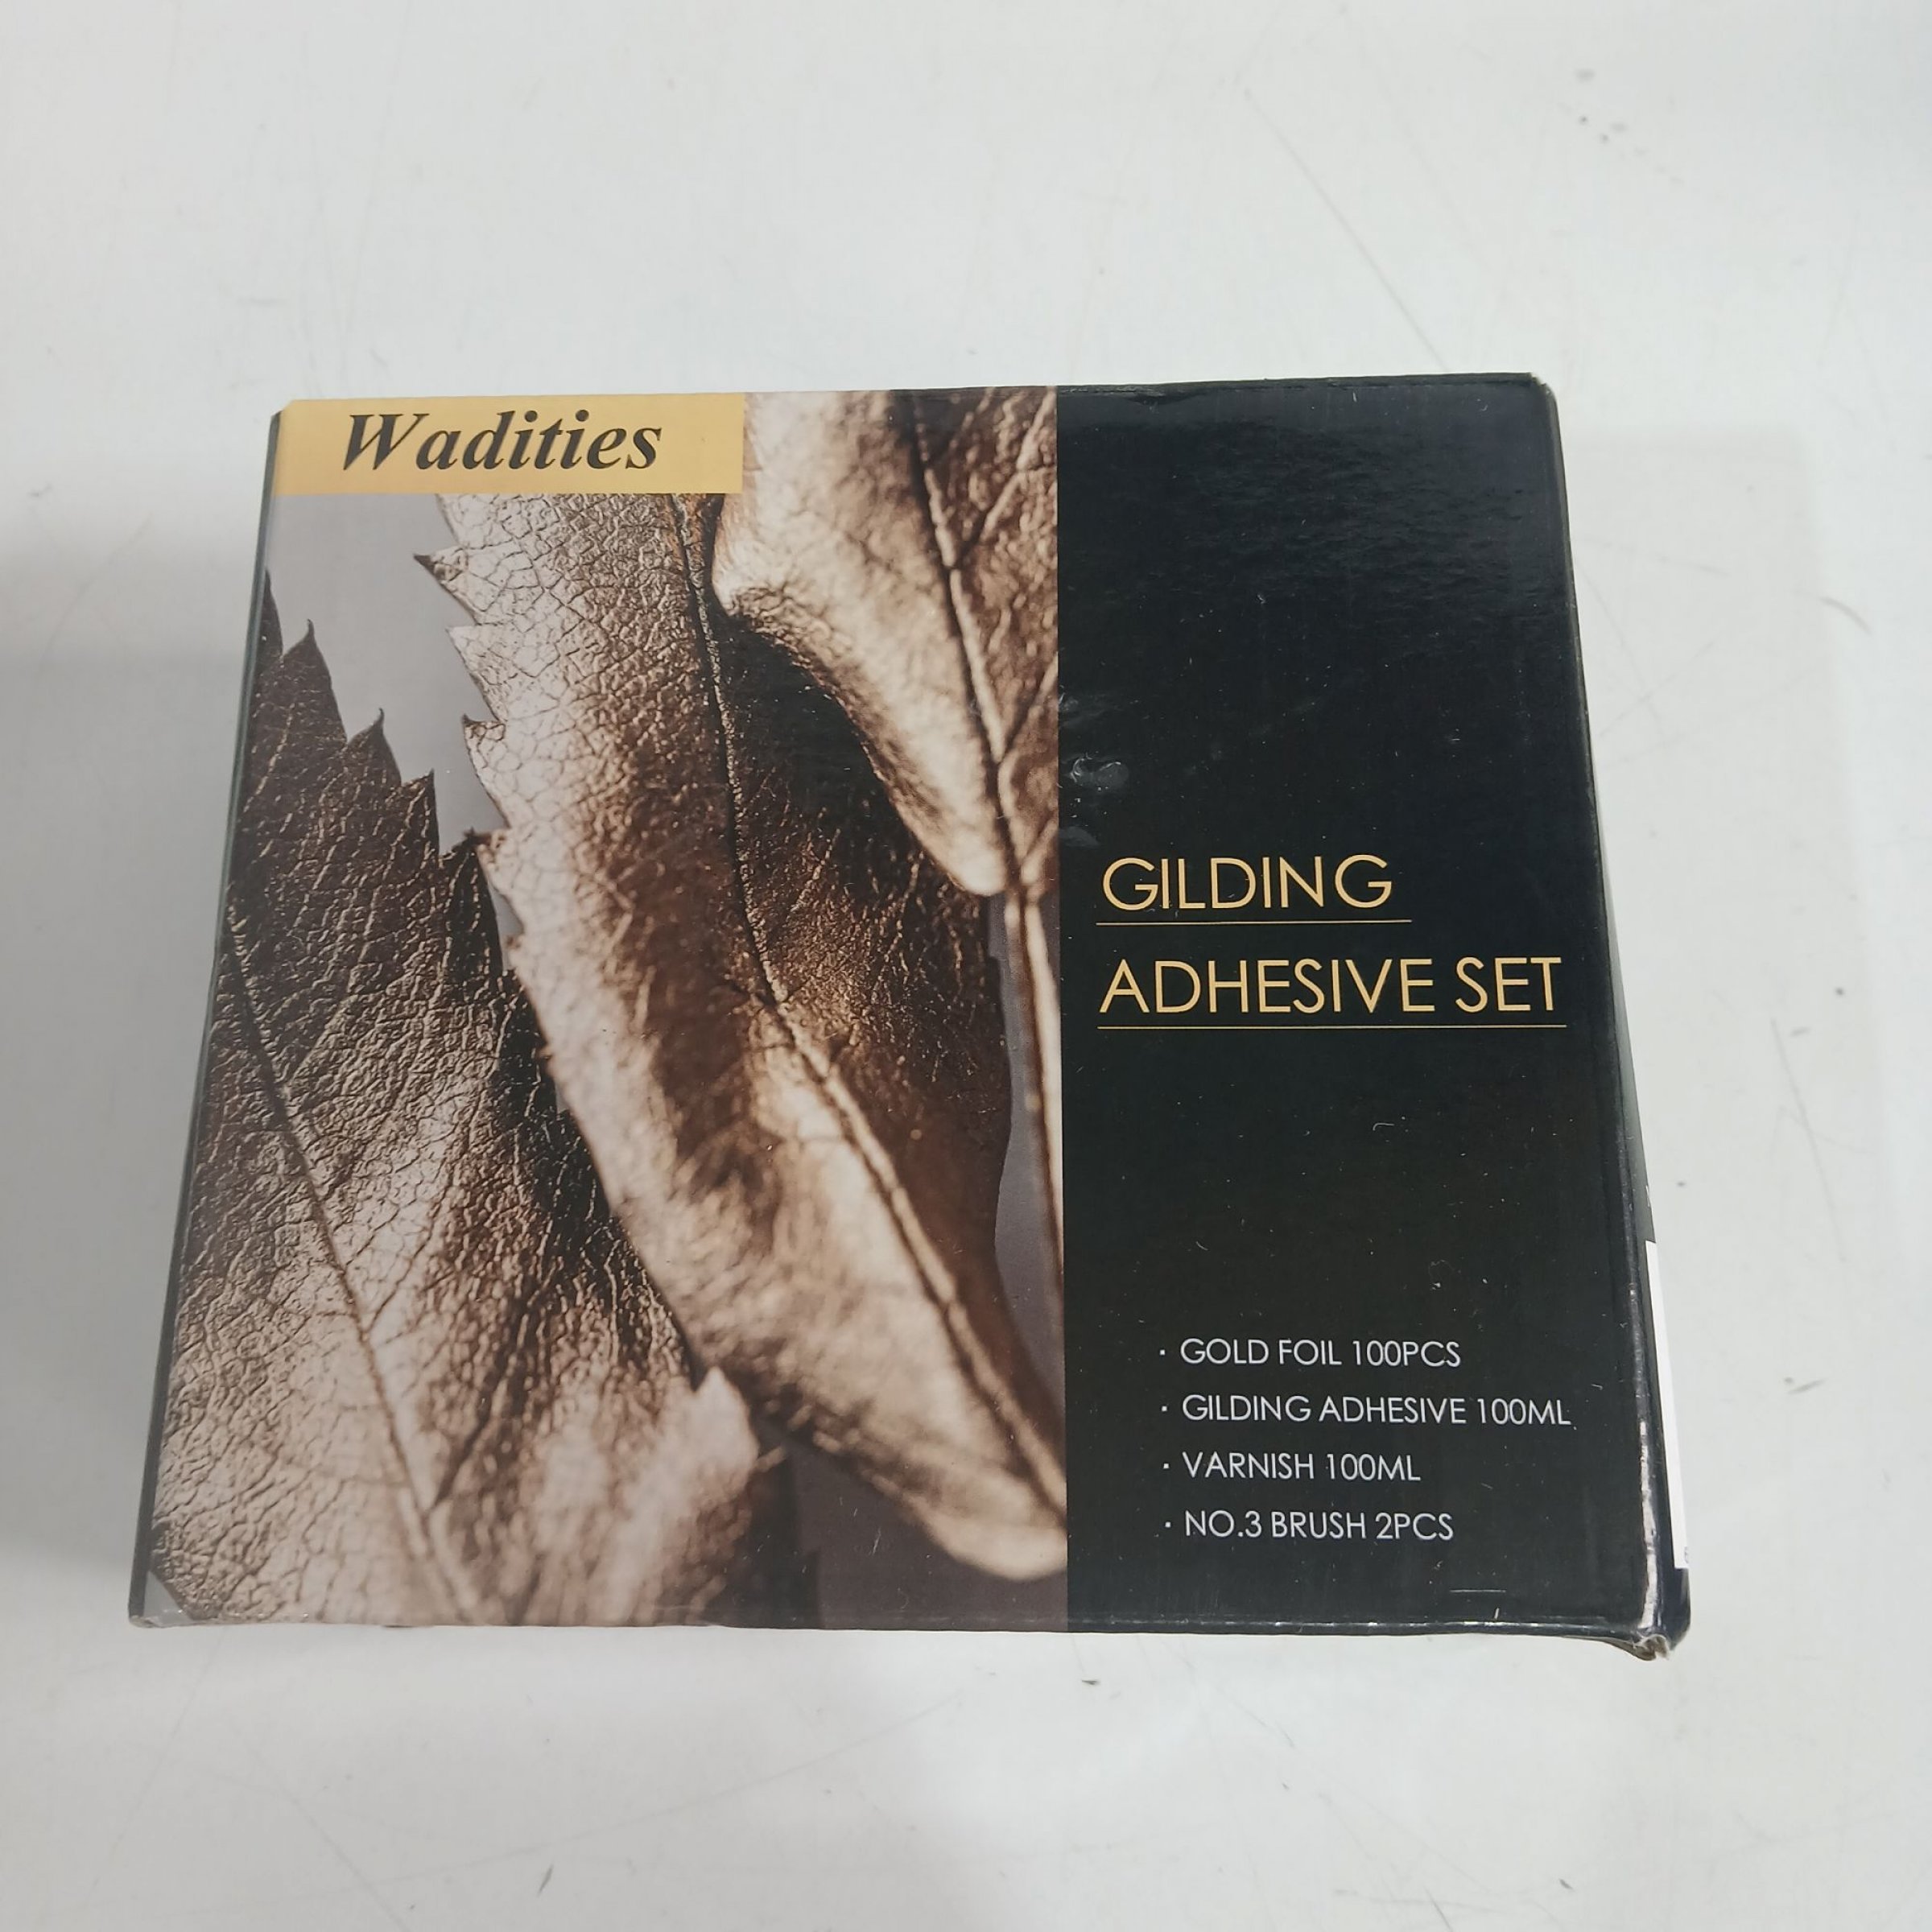 Wadities
GILDING
ADHESIVE SET
· GOLD FOIL 100PCS
· GILDING ADHESIVE 100ML
· VARNISH 100ML
· NO.3 BRUSH 2PCS